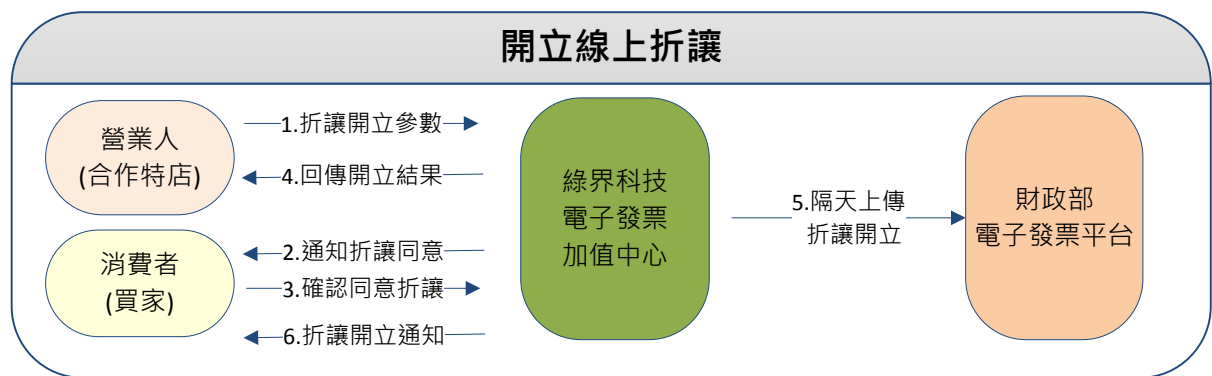 開立線上折讓
營業人
(合作特店)
1.折讓開立參數
4.回傳開立結果
消費者
(買家)
2.通知折讓同意
3.確認同意折讓
6.折讓開立通知
綠界科技
電子發票
加值中心
5.隔天上傳
折讓開立
財政部
電子發票平台